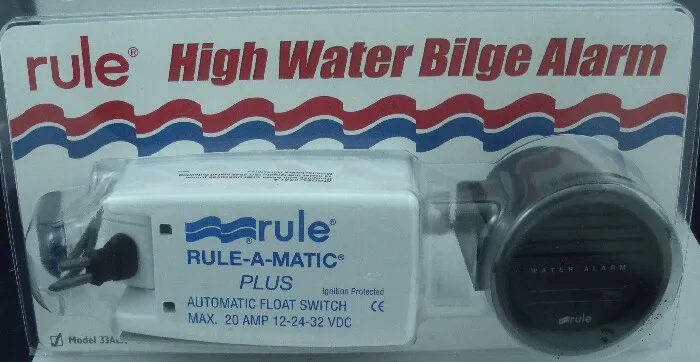 rule® High Water Bilge Alarm
rule®
RULE-A-MATIC®
PLUS
Ignition Protected
AUTOMATIC FLOAT SWITCH CE
MAX. 20 AMP 12-24-32 VDC
WATER ALARM
rule
Model